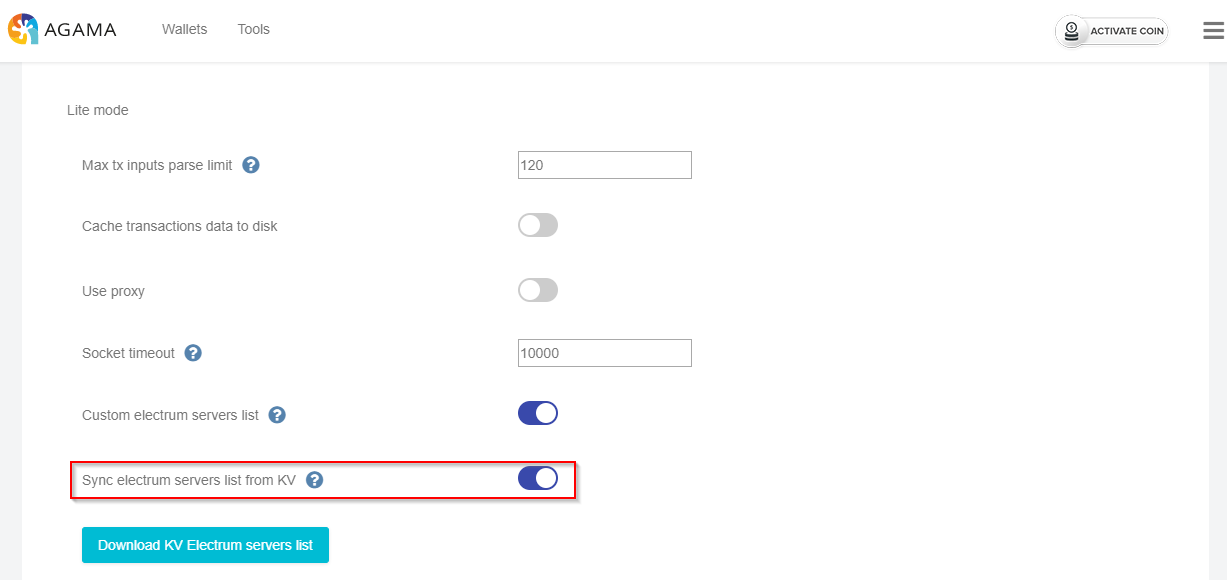 AGAMA
Wallets
Tools
ACTIVATE COIN
Lite mode
Max tx inputs parse limit ?
120
Cache transactions data to disk
Use proxy
Socket timeout ?
10000
Custom electrum servers list ?
Sync electrum servers list from KV ?
Download KV Electrum servers list